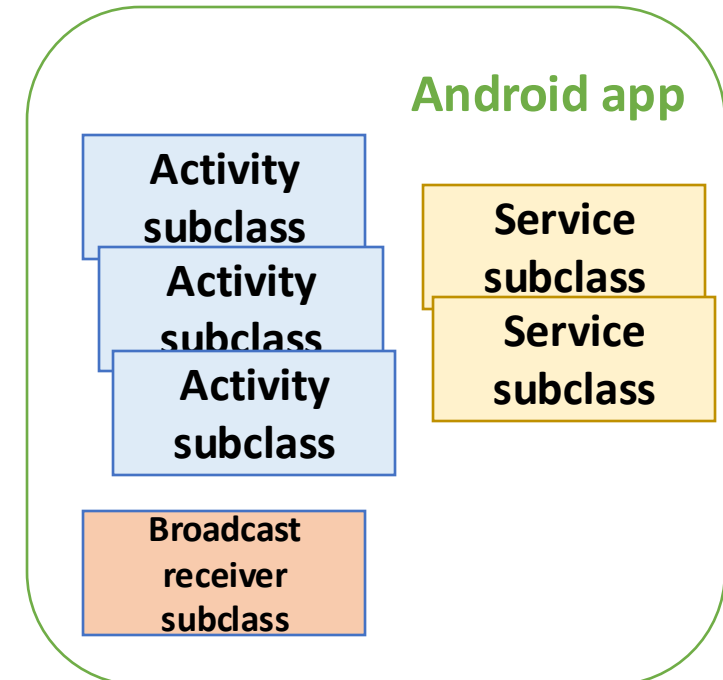 Android app
Activity
subclass
Activity
subclass
Activity
subclass
Service
subclass
Service
subclass
Broadcast
receiver
subclass